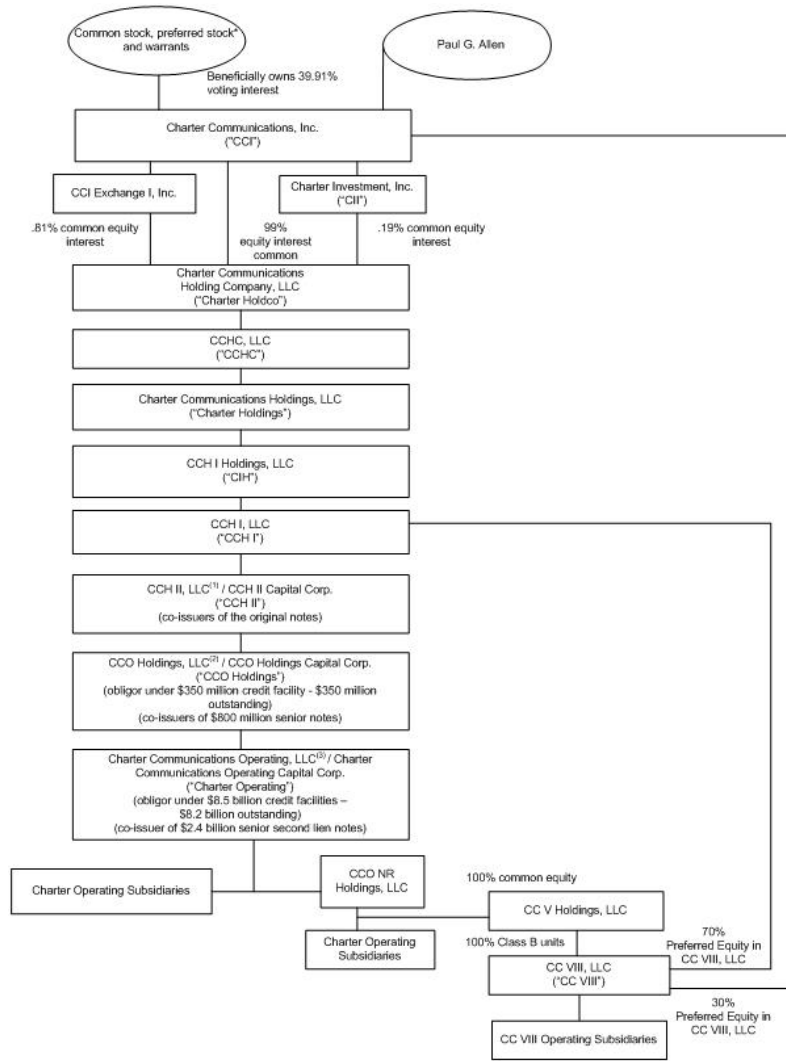 Common stock, preferred stock*
and warrants
Paul G. Allen
Beneficially owns 39.91%
voting interest
Charter Communications, Inc.
("CCI")
CCI Exchange I, Inc.
Charter Investment, Inc.
("CII")
.81% common equity
interest
99%
equity interest
common
.19% common equity
interest
Charter Communications
Holding Company, LLC
("Charter Holdco")
CCHC, LLC
("CCHC")
Charter Communications Holdings, LLC
("Charter Holdings")
CCH I Holdings, LLC
("CIH")
CCH I, LLC
("CCH I")
CCH II, LLC(1) / CCH II Capital Corp.
("CCH II")
(co-issuers of the original notes)
CCO Holdings, LLC(2) / CCO Holdings Capital Corp.
("CCO Holdings")
(obligor under $350 million credit facility - $350 million
outstanding)
(co-issuers of $800 million senior notes)
Charter Communications Operating, LLC(3) / Charter
Communications Operating Capital Corp.
("Charter Operating")
(obligor under $8.5 billion credit facilities –
$8.2 billion outstanding)
(co-issuer of $2.4 billion senior second lien notes)
Charter Operating Subsidiaries
CCO NR
Holdings, LLC
100% common equity
CC V Holdings, LLC
Charter Operating
Subsidiaries
100% Class B units
70%
Preferred Equity in
CC VIII, LLC
CC VIII, LLC
("CC VIII")
30%
Preferred Equity in
CC VIII, LLC
CC VIII Operating Subsidiaries